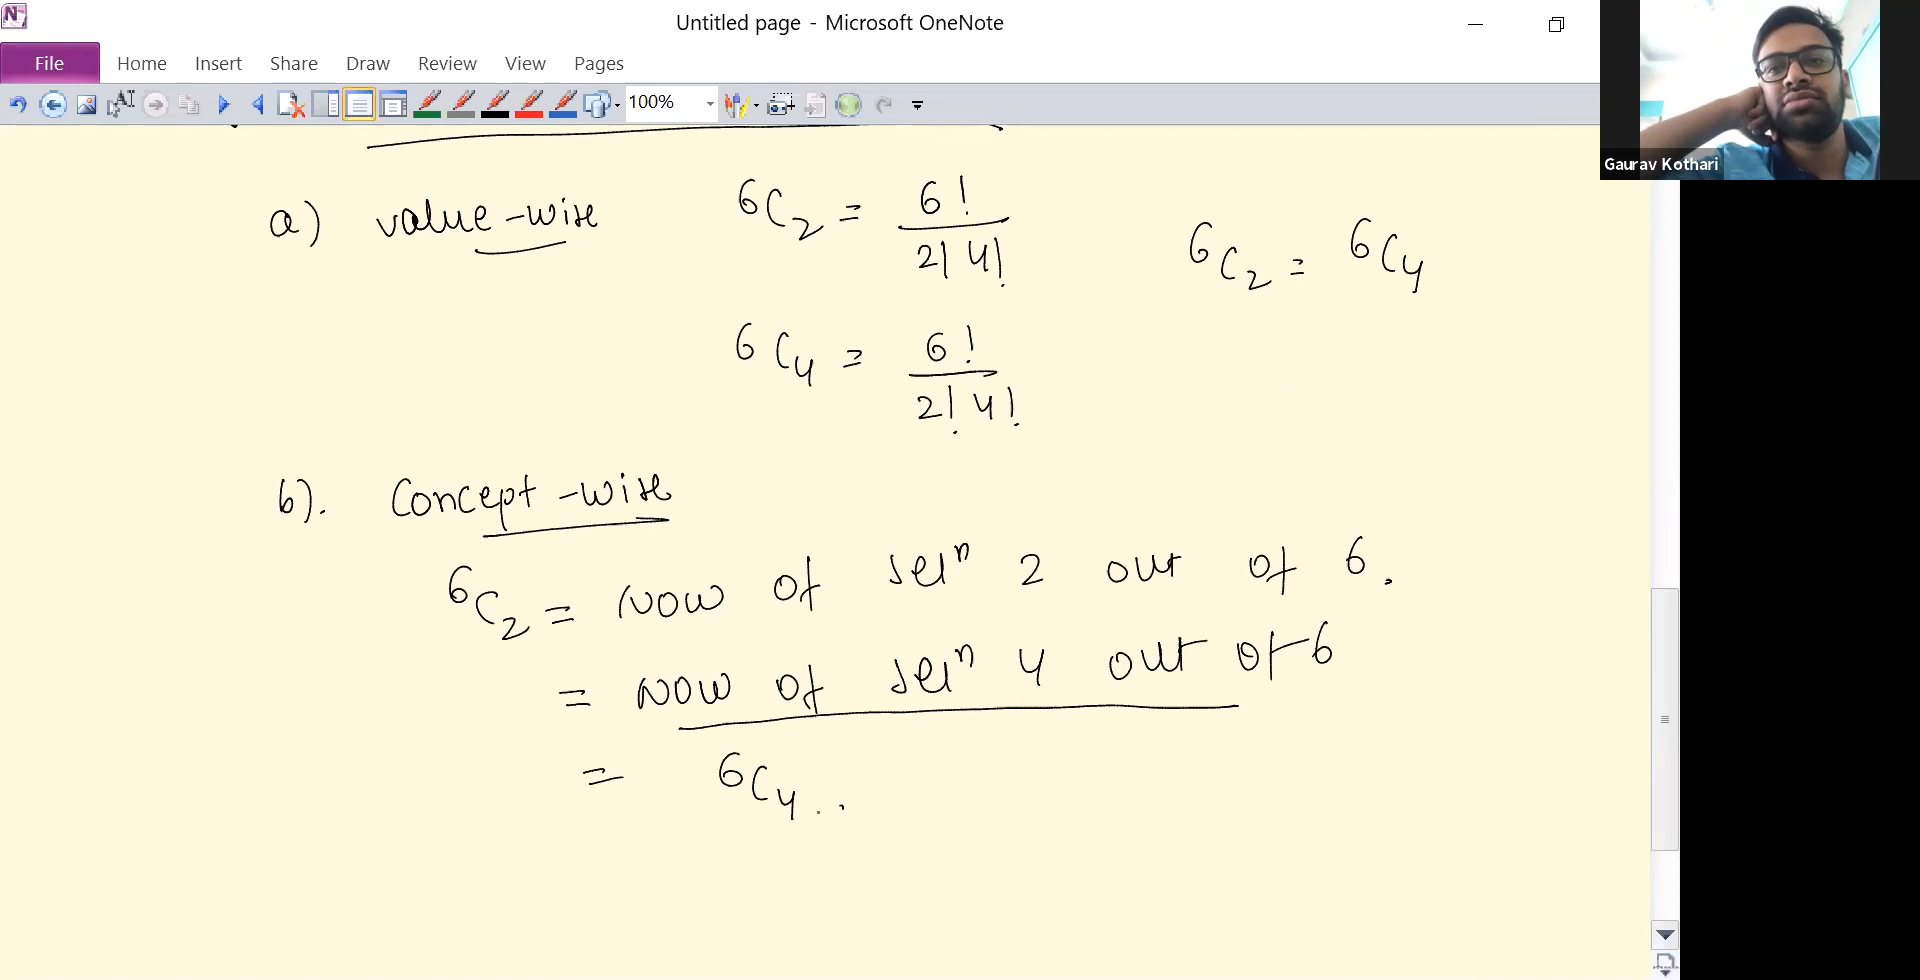 Untitled page - Microsoft OneNote
File Home Insert Share Draw Review View Pages
100%
Gaurav Kothari
a) value-wise ⁶C₂ = 6! / 2! 4!
⁶C₂ = ⁶C₄
⁶C₄ = 6! / 2! 4!
b). Concept-wise
⁶C₂ = NOW of selⁿ 2 out of 6.
= NOW of selⁿ 4 out of 6
= ⁶C₄..